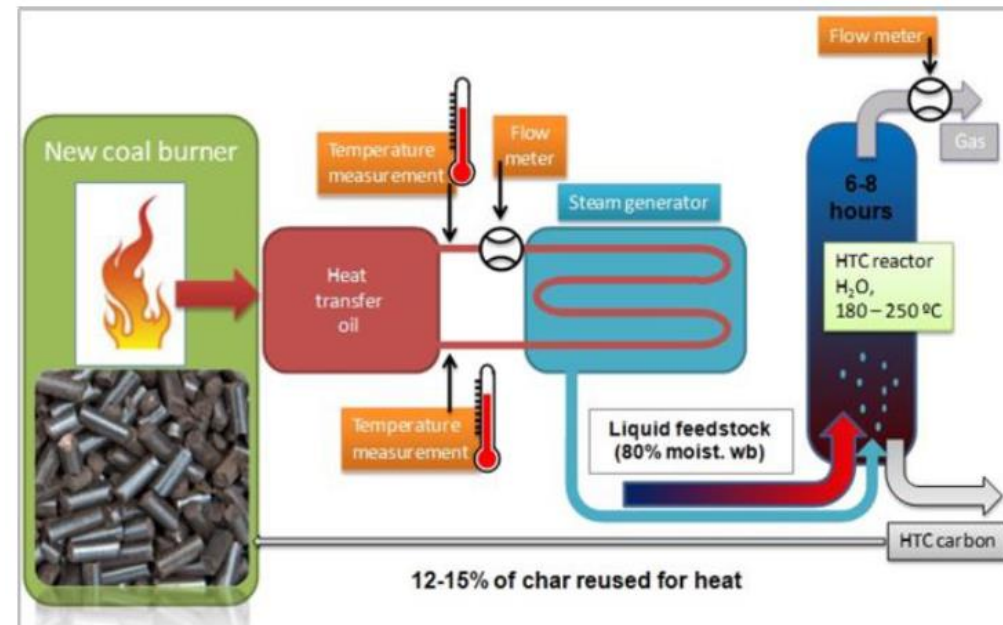 Flow meter
Gas
New coal burner
Temperature
measurement
Flow
meter
Steam generator
6-8
hours
HTC reactor
H₂O,
180 – 250 ºC
Heat
transfer
oil
Temperature
measurement
Liquid feedstock
(80% moist. wb)
HTC carbon
12-15% of char reused for heat